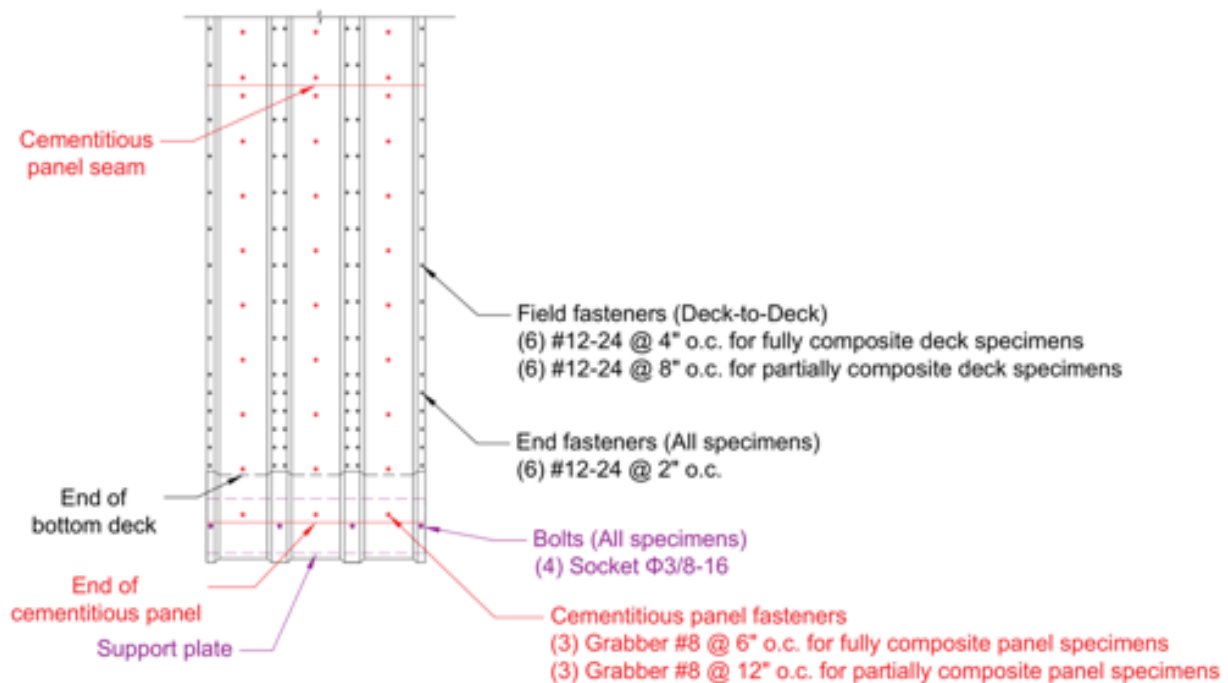 Cementitious
panel seam
Field fasteners (Deck-to-Deck)
(6) #12-24 @ 4" o.c. for fully composite deck specimens
(6) #12-24 @ 8" o.c. for partially composite deck specimens
End fasteners (All specimens)
(6) #12-24 @ 2" o.c.
End of
bottom deck
Bolts (All specimens)
(4) Socket Φ3/8-16
End of
cementitious panel
Support plate
Cementitious panel fasteners
(3) Grabber #8 @ 6" o.c. for fully composite panel specimens
(3) Grabber #8 @ 12" o.c. for partially composite panel specimens